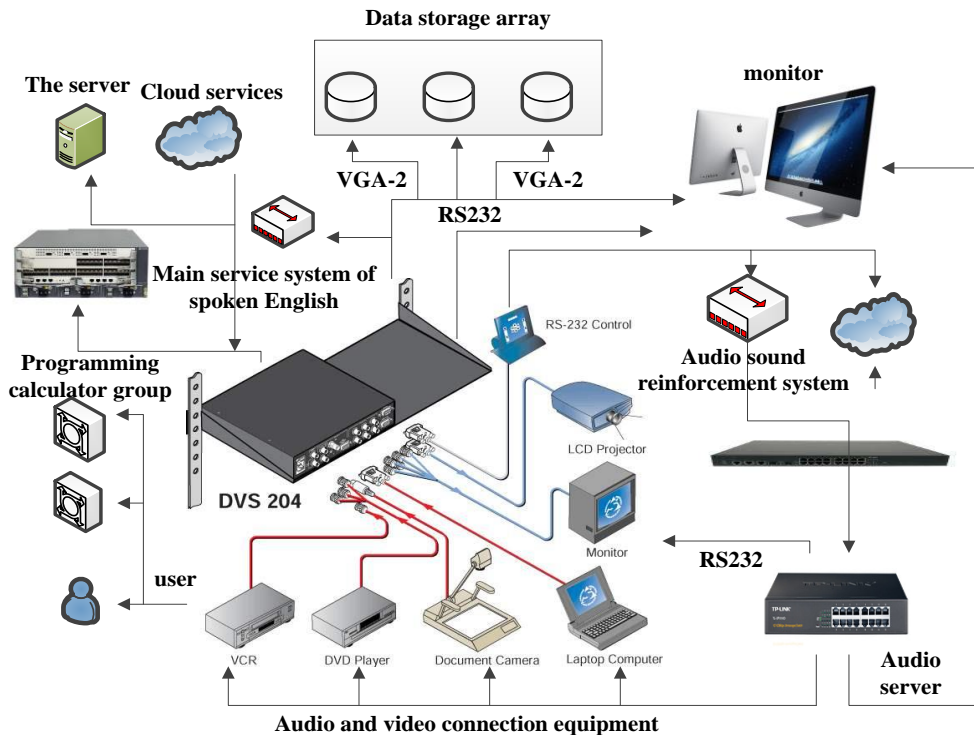 Data storage array
The server
Cloud services
monitor
VGA-2
VGA-2
RS232
Main service system of
spoken English
RS-232 Control
Programming
calculator group
Audio sound
reinforcement system
LCD Projector
DVS 204
Monitor
RS232
user
TP-LINK
VCR
DVD Player
Document Camera
Laptop Computer
Audio
server
Audio and video connection equipment